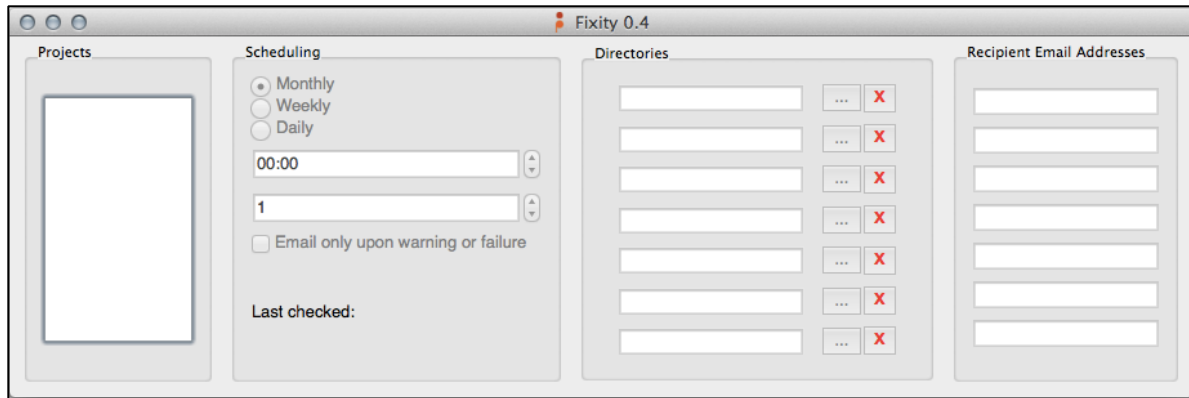 Fixity 0.4
Projects
Scheduling
Monthly
Weekly
Daily
00:00
1
Email only upon warning or failure
Last checked:
Directories
... X
... X
... X
... X
... X
... X
... X
Recipient Email Addresses